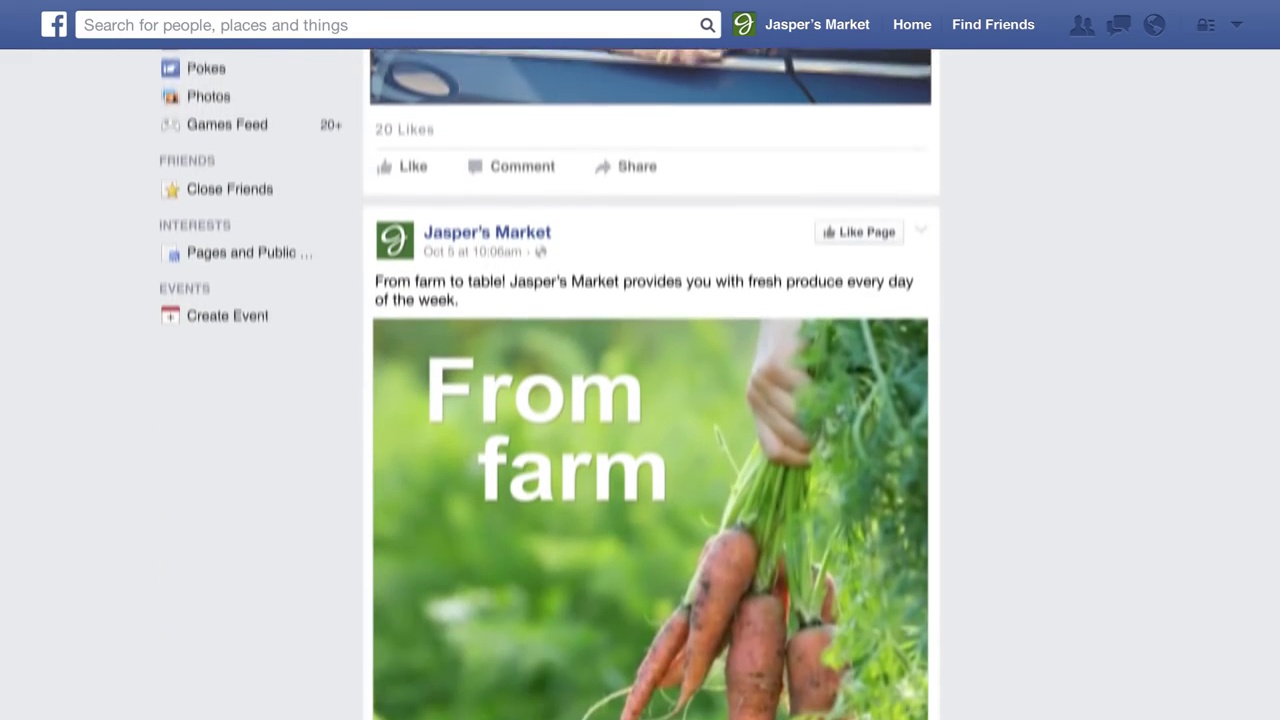 Search for people, places and things
Jasper's Market
Home
Find Friends
Pokes
Photos
Games Feed 20+
FRIENDS
Close Friends
INTERESTS
Pages and Public ...
EVENTS
Create Event
20 Likes
Like
Comment
Share
Jasper's Market
Like Page
Oct 5 at 10:06am ·
From farm to table! Jasper's Market provides you with fresh produce every day
of the week.
From
farm